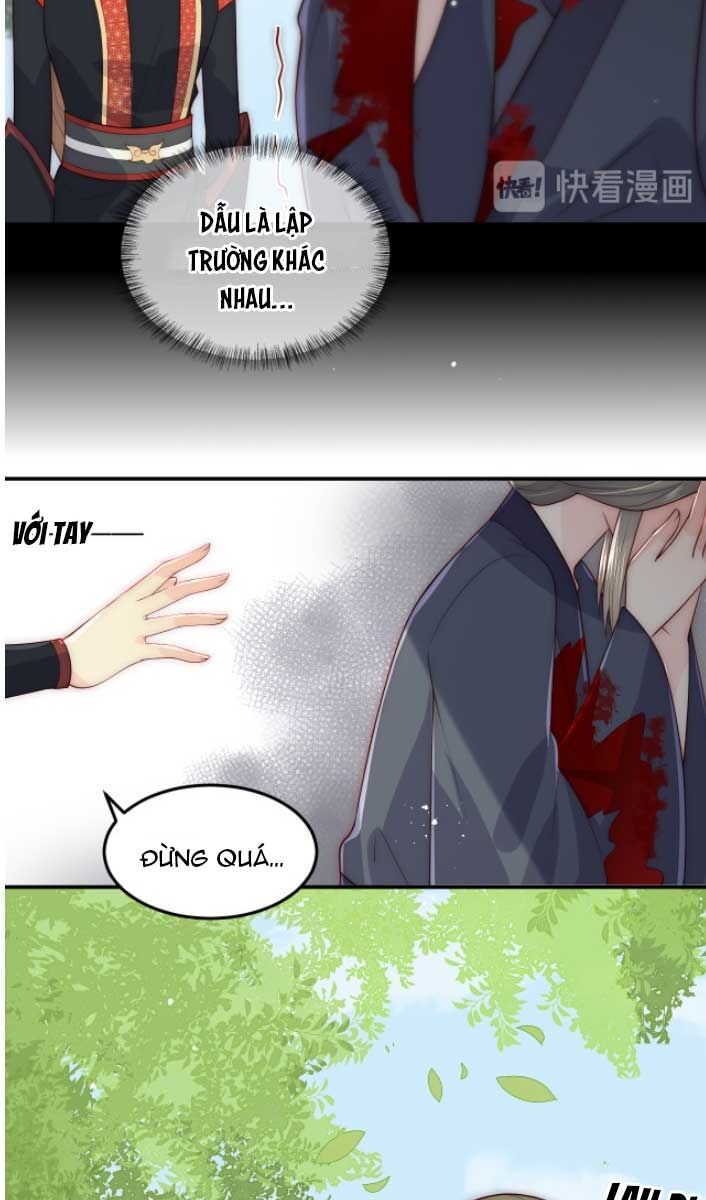 快看! 快看漫画
DẪU LÀ LẬP
TRƯỜNG KHÁC
NHAU...
VỚI TAY——
ĐỪNG QUÁ...